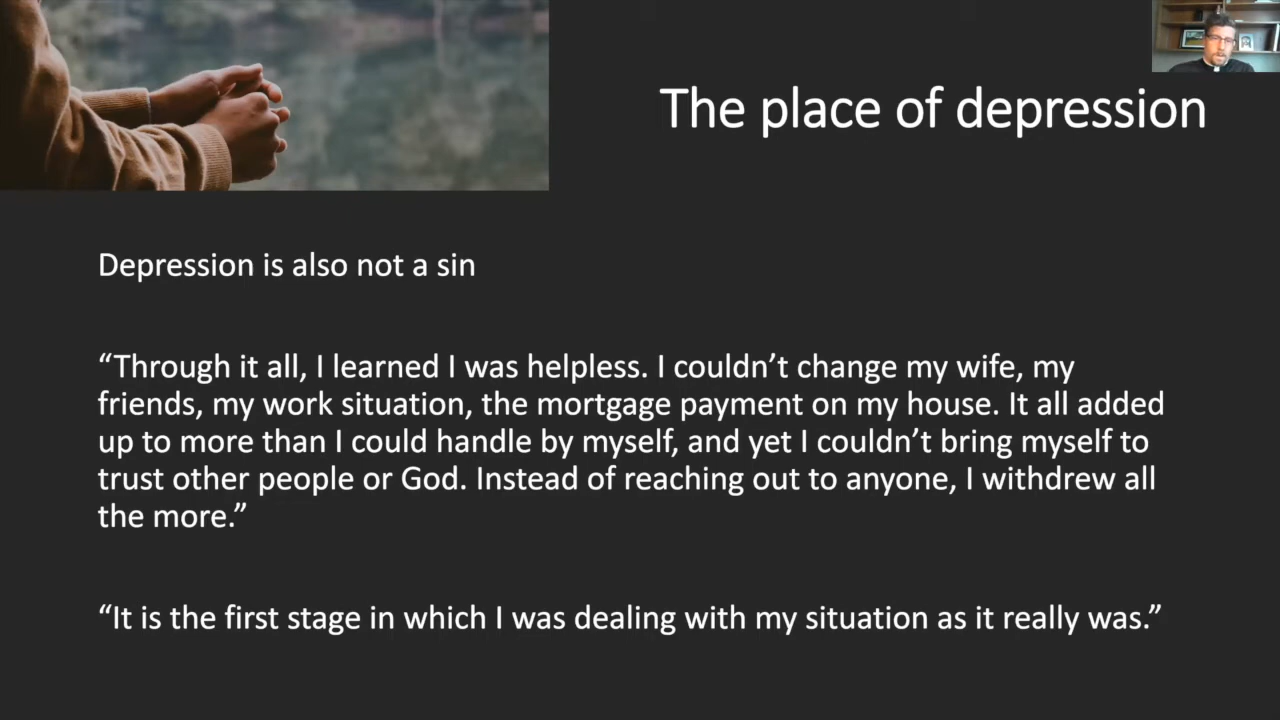 The place of depression
Depression is also not a sin
“Through it all, I learned I was helpless. I couldn’t change my wife, my
friends, my work situation, the mortgage payment on my house. It all added
up to more than I could handle by myself, and yet I couldn’t bring myself to
trust other people or God. Instead of reaching out to anyone, I withdrew all
the more.”
“It is the first stage in which I was dealing with my situation as it really was.”